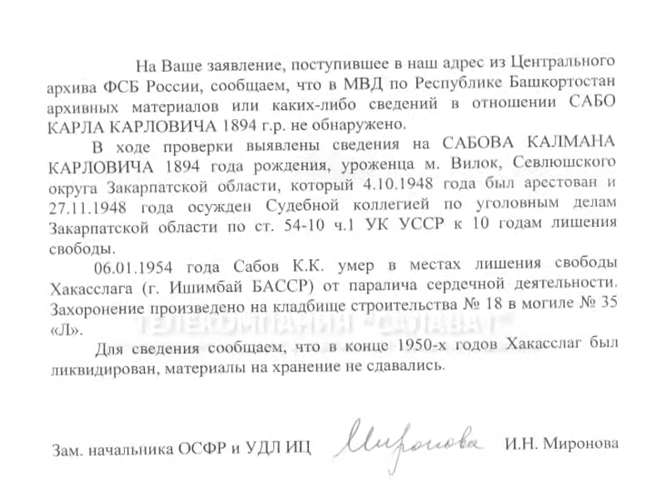 На Ваше заявление, поступившее в наш адрес из Центрального
архива ФСБ России, сообщаем, что в МВД по Республике Башкортостан
архивных материалов или каких-либо сведений в отношении САБО
КАРЛА КАРЛОВИЧА 1894 г.р. не обнаружено.
В ходе проверки выявлены сведения на САБОВА КАЛМАНА
КАРЛОВИЧА 1894 года рождения, уроженца м. Вилок, Севлюшского
округа Закарпатской области, который 4.10.1948 года был арестован и
27.11.1948 года осужден Судебной коллегией по уголовным делам
Закарпатской области по ст. 54-10 ч.1 УК УССР к 10 годам лишения
свободы.
06.01.1954 года Сабов К.К. умер в местах лишения свободы
Хакасслага (г. Ишимбай БАССР) от паралича сердечной деятельности.
Захоронение произведено на кладбище строительства № 18 в могиле № 35
«Л».
ТЕЛЕКОМПАНИЯ "САЛАВАТ"
Для сведения сообщаем, что в конце 1950-х годов Хакасслаг был
ликвидирован, материалы на хранение не сдавались.
Зам. начальника ОСФР и УДЛ ИЦ Миронова И.Н. Миронова